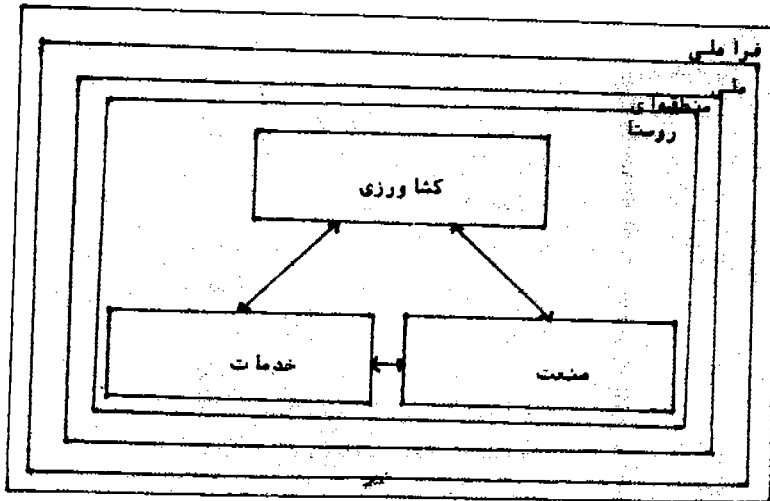 فرا ملی
ملی
منطقه‌ای
روستا
کشاورزی
خدمات
صنعت